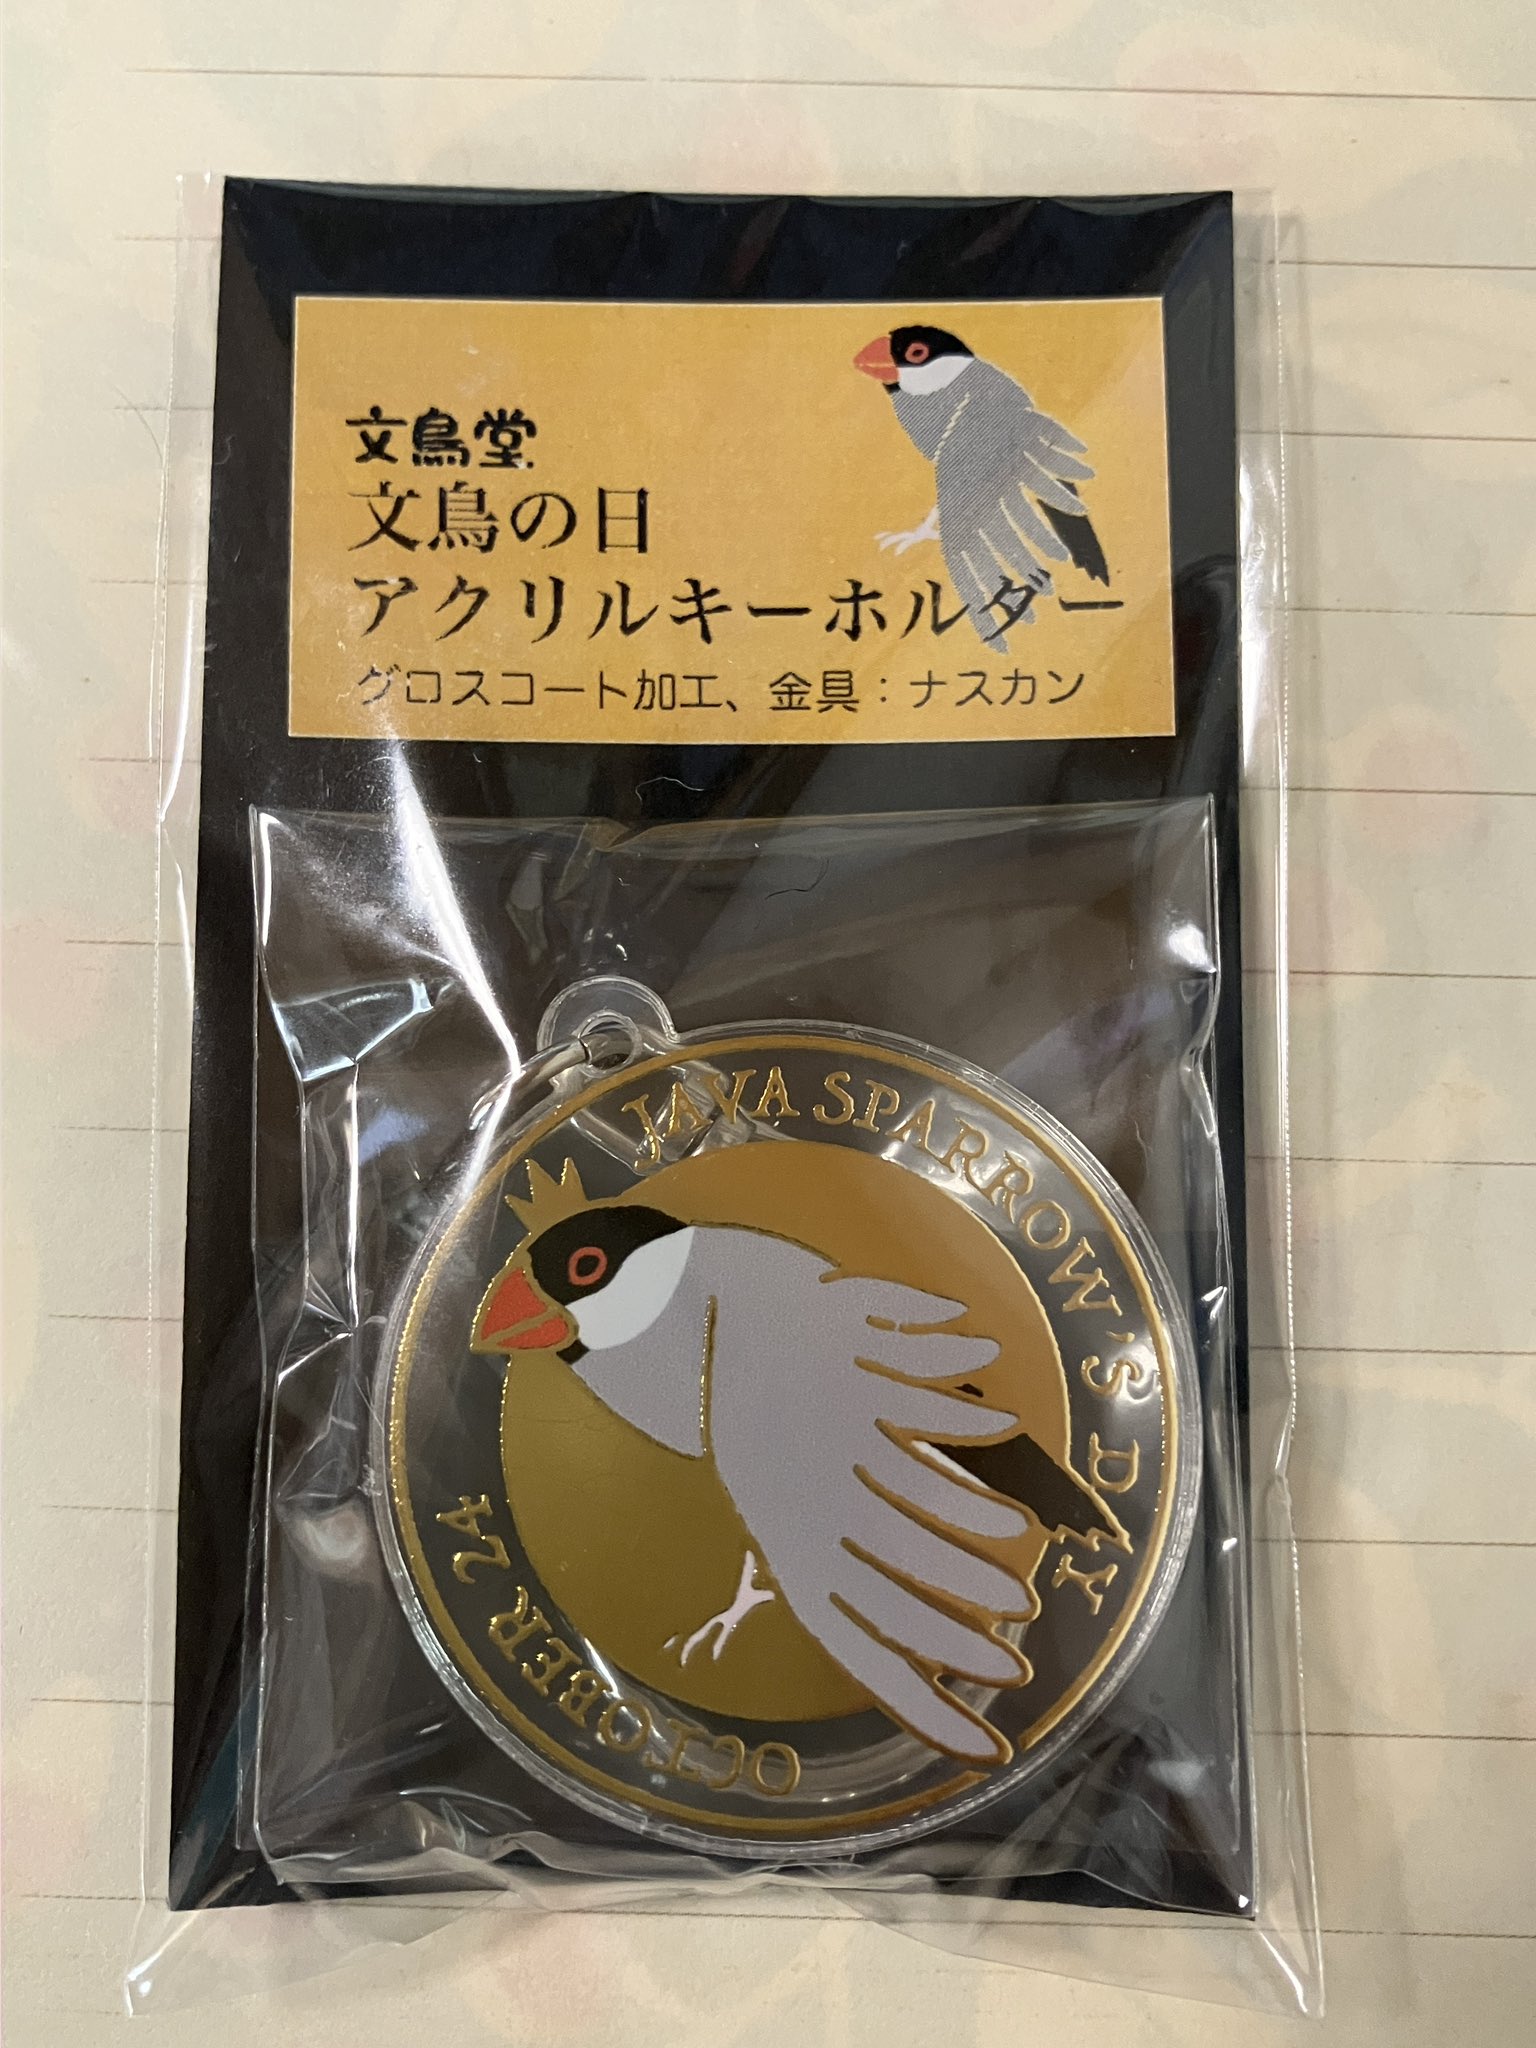 文鳥堂
文鳥の日
アクリルキーホルダー
グロスコート加工、金具：ナスカン
JAVA SPARROW'S DAY
OCTOBER 24